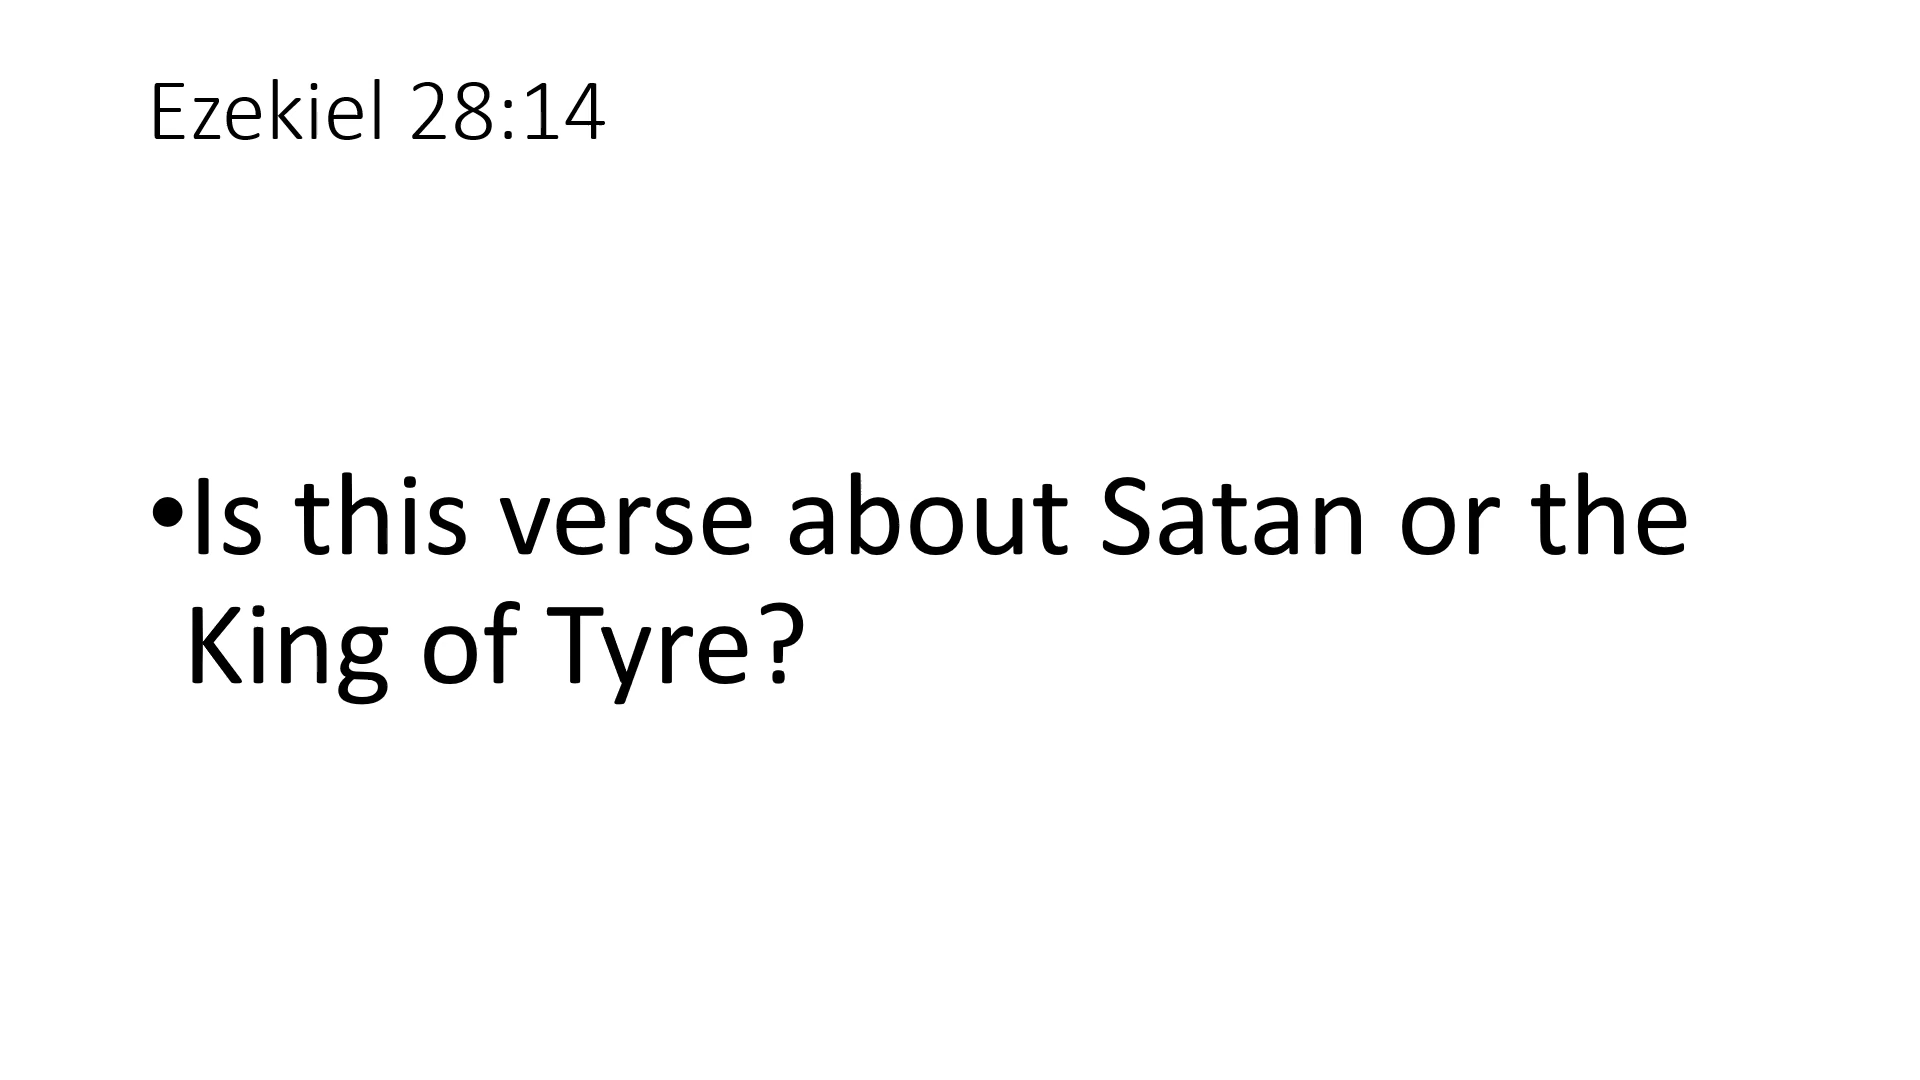 Ezekiel 28:14
•Is this verse about Satan or the
King of Tyre?